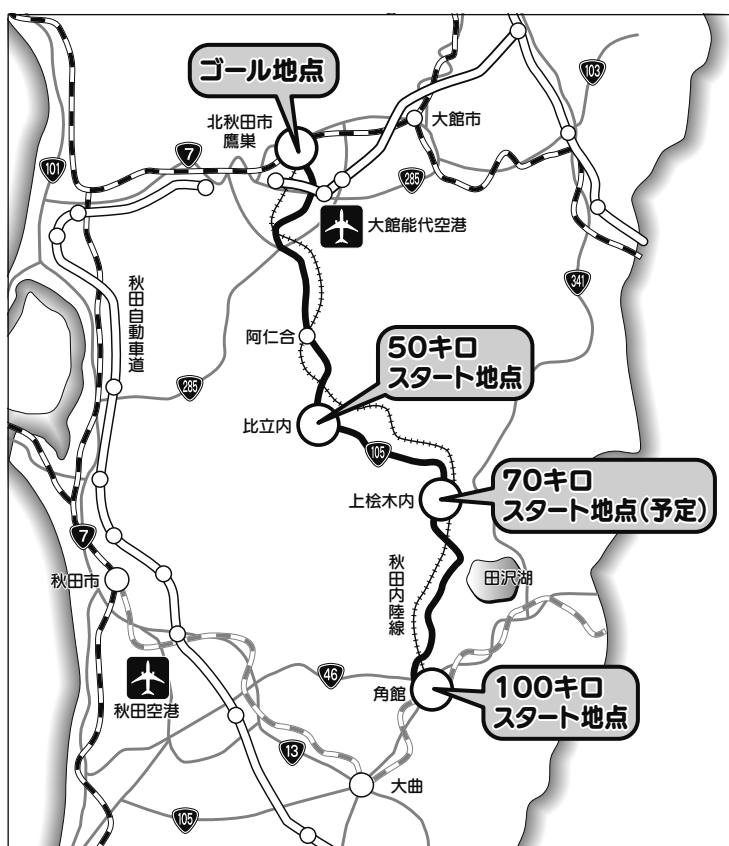 ゴール地点
103
北秋田市
鷹巣
大館市
7
101
285
大館能代空港
341
秋田自動車道
阿仁合
50キロ
スタート地点
285
比立内
105
70キロ
スタート地点(予定)
上桧木内
7
秋田市
秋田内陸線
田沢湖
46
角館
100キロ
スタート地点
秋田空港
13
大曲
105